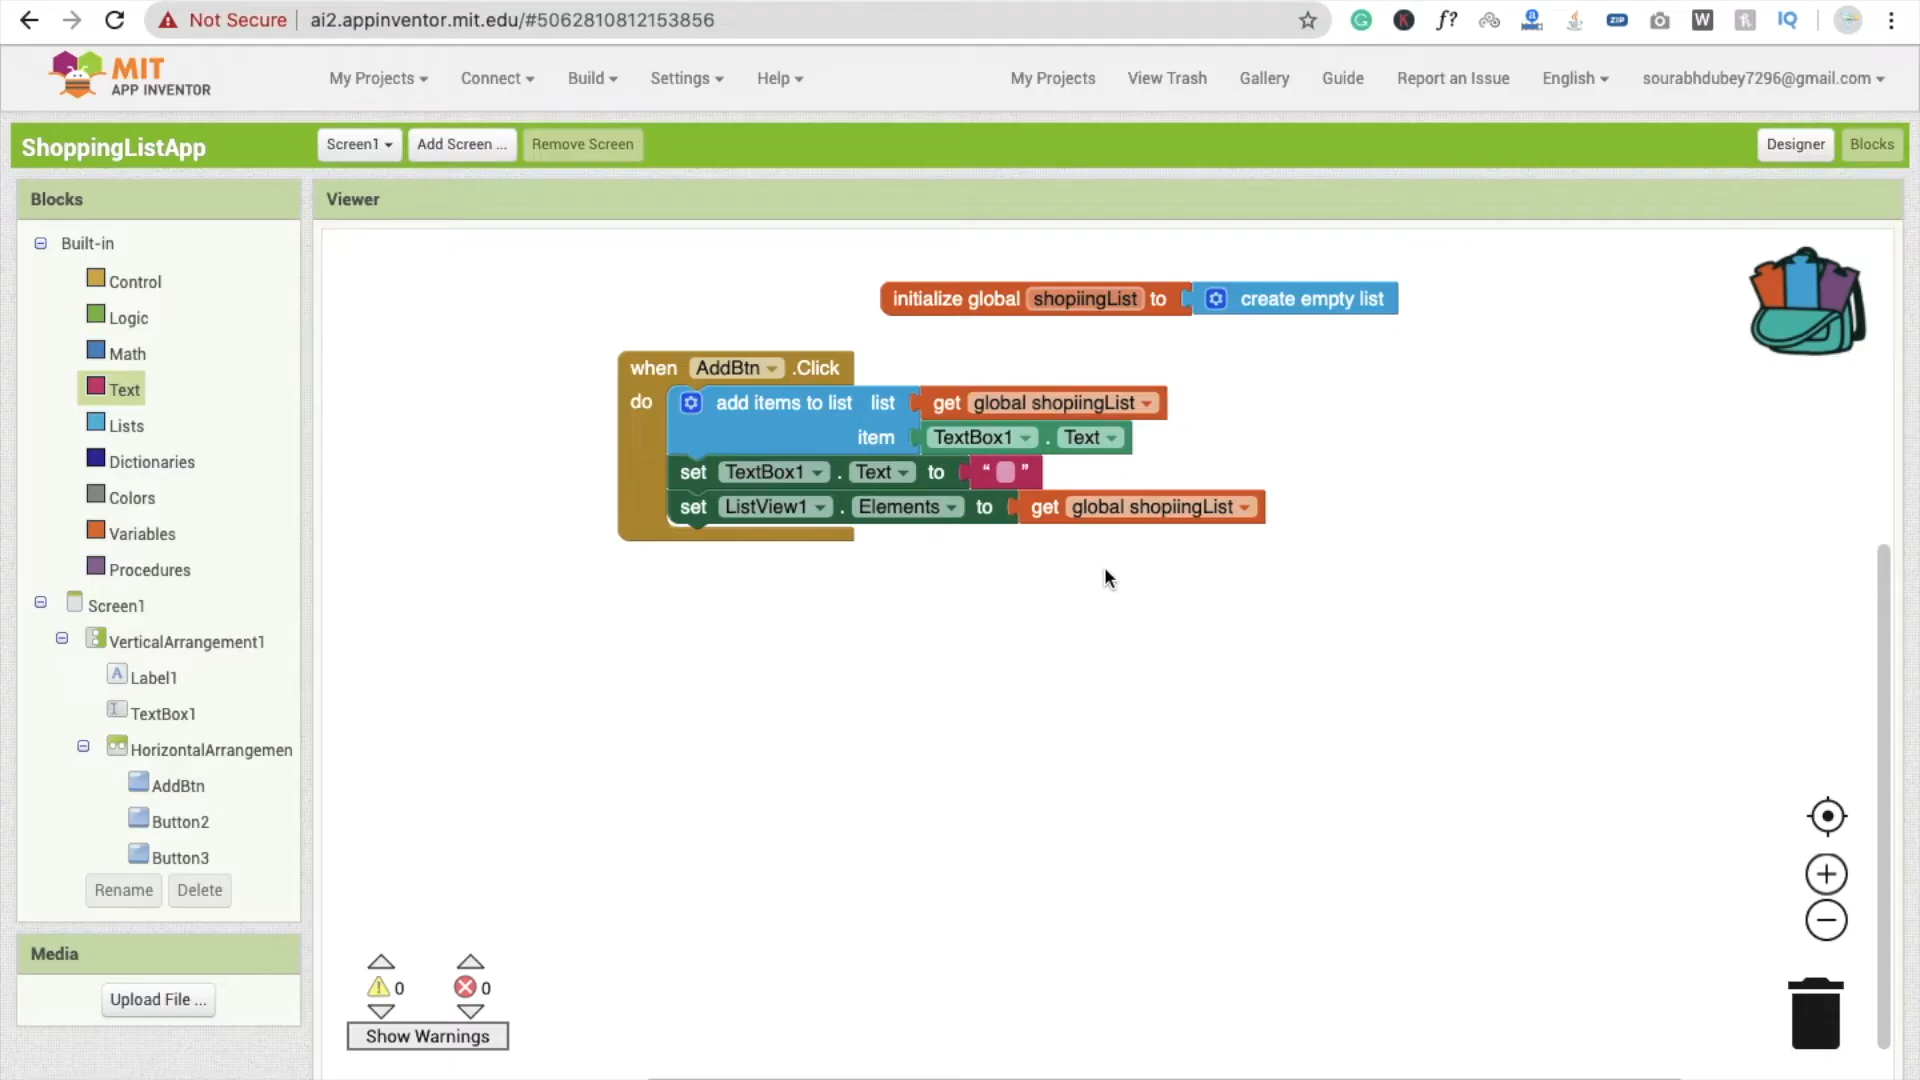 Not Secure ai2.appinventor.mit.edu/#5062810812153856
MIT APP INVENTOR
My Projects Connect Build Settings Help My Projects View Trash Gallery Guide Report an Issue English sourabhdubey7296@gmail.com
ShoppingListApp Screen1 Add Screen ... Remove Screen Designer Blocks
Blocks
Viewer
Built-in
Control
Logic
Math
Text
Lists
Dictionaries
Colors
Variables
Procedures
Screen1
VerticalArrangement1
Label1
TextBox1
HorizontalArrangemen
AddBtn
Button2
Button3
Rename Delete
Media
Upload File ...
initialize global shopiingList to create empty list
when AddBtn .Click
do add items to list list get global shopiingList
item TextBox1 . Text
set TextBox1 . Text to “ ”
set ListView1 . Elements to get global shopiingList
0 0
Show Warnings